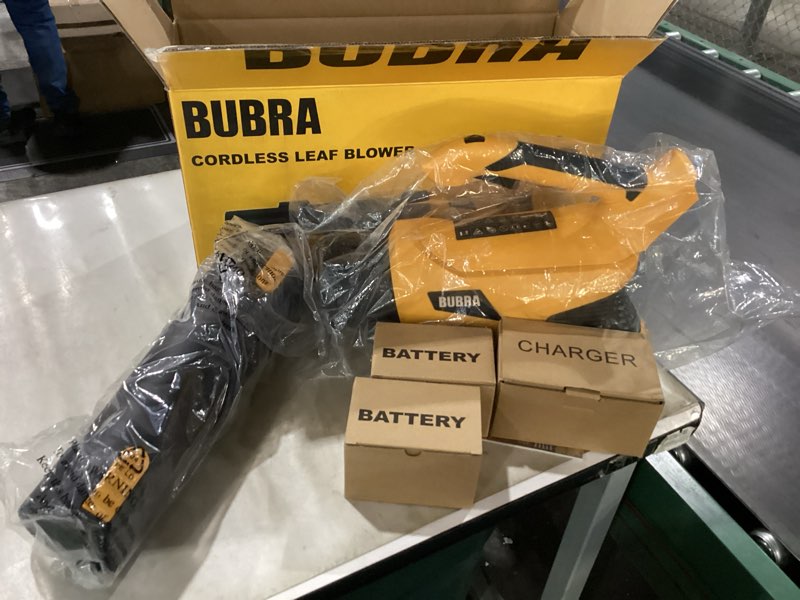 BUBRA
BUBRA
CORDLESS LEAF BLOWER
BUBRA
BATTERY
CHARGER
BATTERY